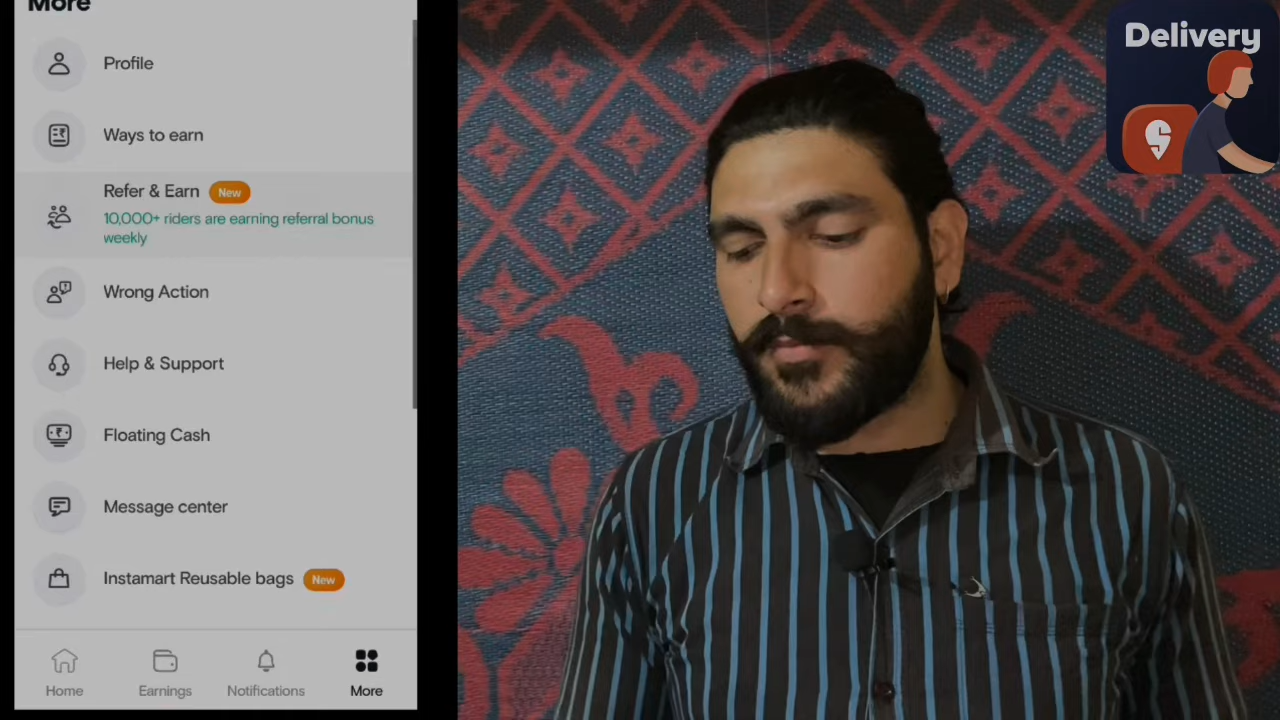 More
Profile
Ways to earn
Refer & Earn New
10,000+ riders are earning referral bonus
weekly
Wrong Action
Help & Support
Floating Cash
Message center
Instamart Reusable bags New
Home Earnings Notifications More
Delivery